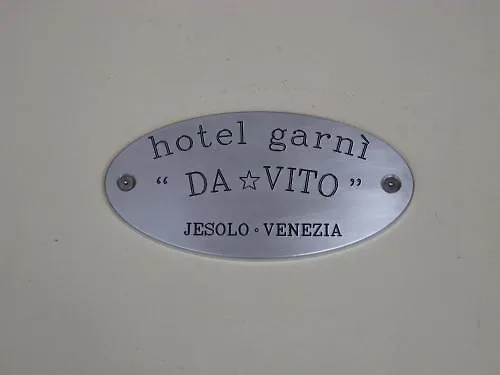 hotel garnì
“ DA☆VITO ”
JESOLO ∘ VENEZIA